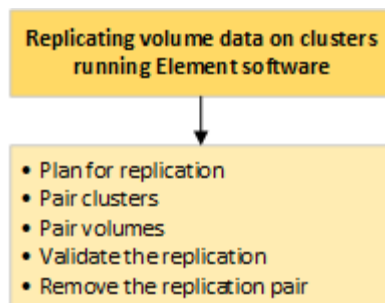 Replicating volume data on clusters
running Element software
• Plan for replication
• Pair clusters
• Pair volumes
• Validate the replication
• Remove the replication pair